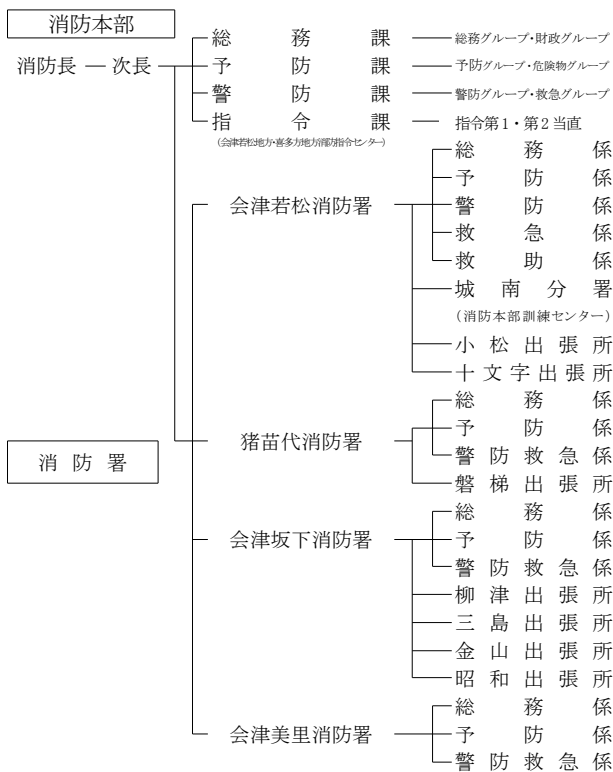 消防本部
消防長 ― 次長
総務課 総務グループ・財政グループ
予防課 予防グループ・危険物グループ
警防課 警防グループ・救急グループ
指令課 指令第1・第2当直
(会津若松地方・喜多方地方消防指令センター)
会津若松消防署
総務係
予防係
警防係
救急係
救助係
城南分署
(消防本部訓練センター)
小松出張所
十文字出張所
消防署
猪苗代消防署
総務係
予防係
警防救急係
磐梯出張所
会津坂下消防署
総務係
予防係
警防救急係
柳津出張所
三島出張所
金山出張所
昭和出張所
会津美里消防署
総務係
予防係
警防救急係